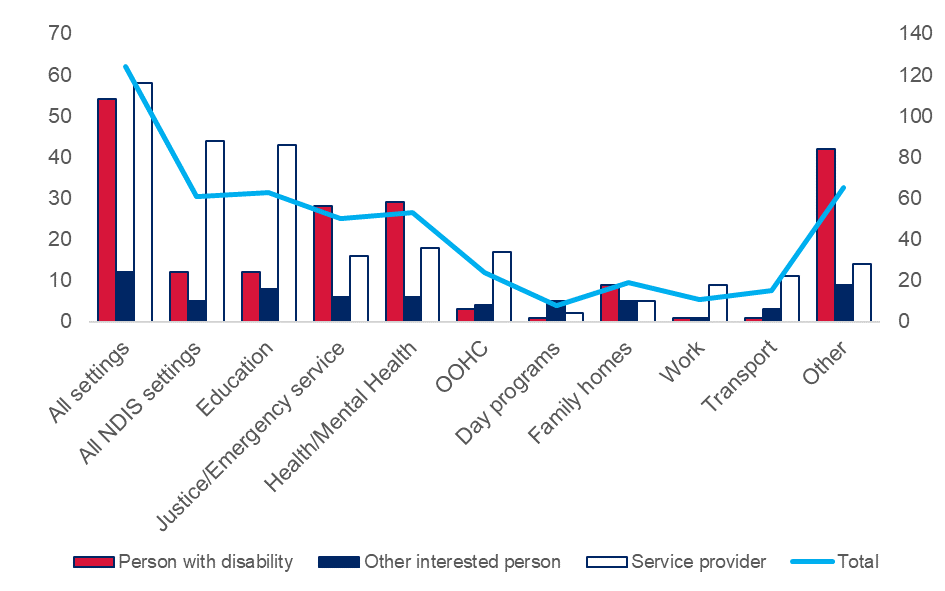 70
60
50
40
30
20
10
0
140
120
100
80
60
40
20
0
All settings
All NDIS settings
Education
Justice/Emergency service
Health/Mental Health
OOHC
Day programs
Family homes
Work
Transport
Other
Person with disability
Other interested person
Service provider
Total